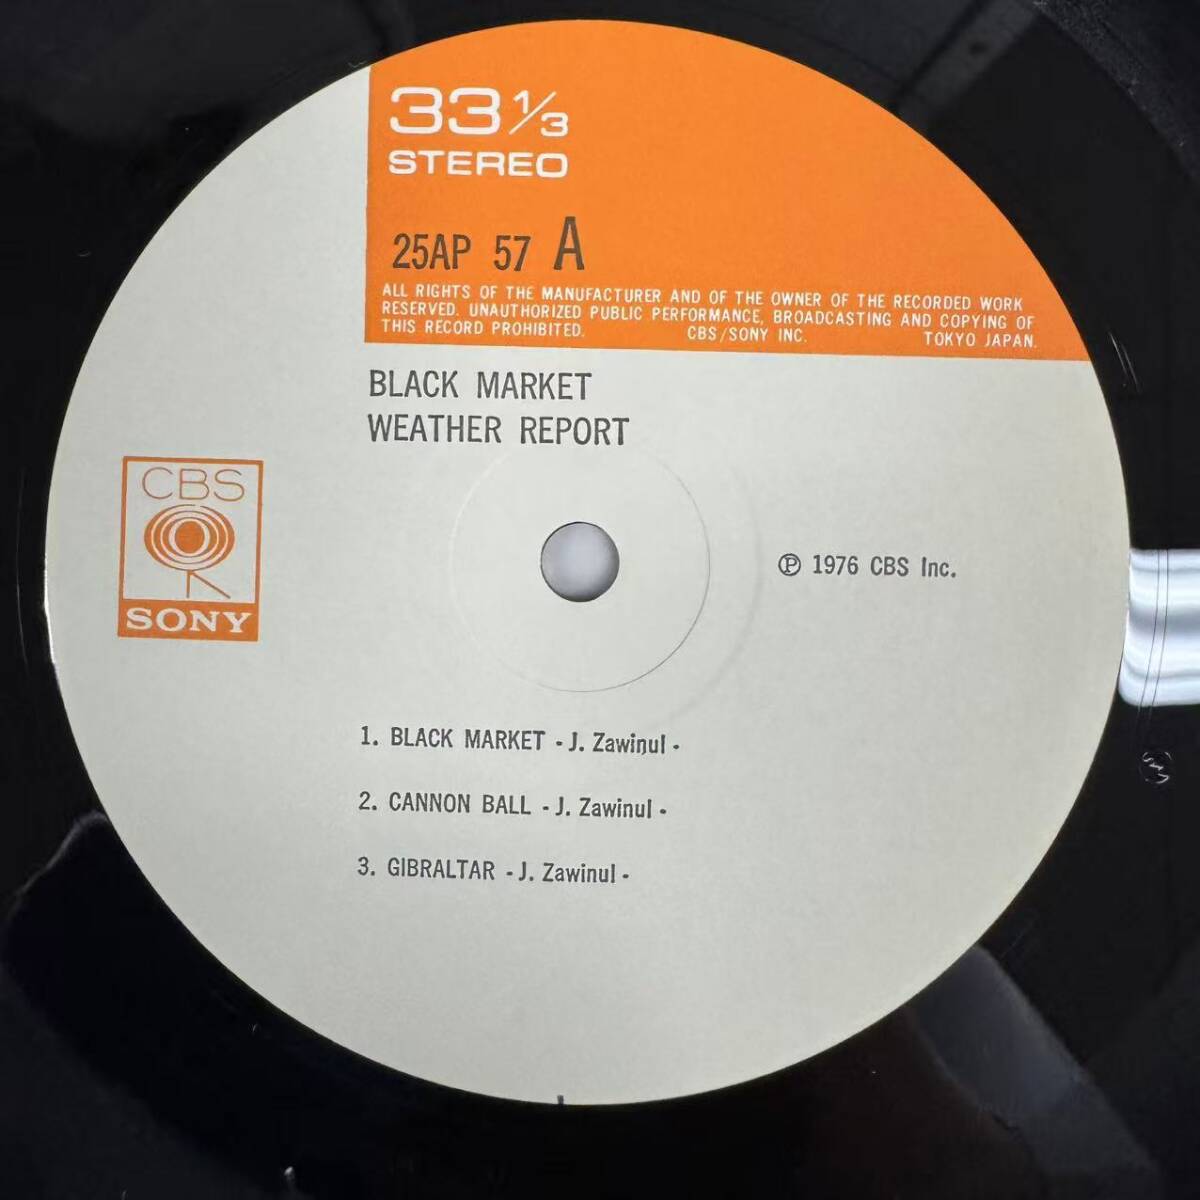 33 1/3
STEREO
25AP 57 A
ALL RIGHTS OF THE MANUFACTURER AND OF THE OWNER OF THE RECORDED WORK
RESERVED. UNAUTHORIZED PUBLIC PERFORMANCE, BROADCASTING AND COPYING OF
THIS RECORD PROHIBITED. CBS/SONY INC. TOKYO JAPAN.
BLACK MARKET
WEATHER REPORT
CBS
SONY
℗ 1976 CBS Inc.
1. BLACK MARKET - J. Zawinul -
2. CANNON BALL - J. Zawinul -
3. GIBRALTAR - J. Zawinul -